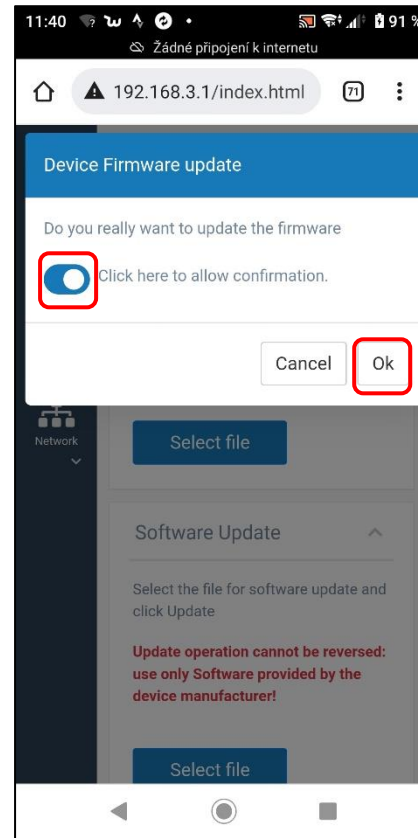 11:40
91 %
Žádné připojení k internetu
192.168.3.1/index.html
71
Device Firmware update
Do you really want to update the firmware
Click here to allow confirmation.
Cancel
Ok
Network
Select file
Software Update
Select the file for software update and
click Update
Update operation cannot be reversed:
use only Software provided by the
device manufacturer!
Select file